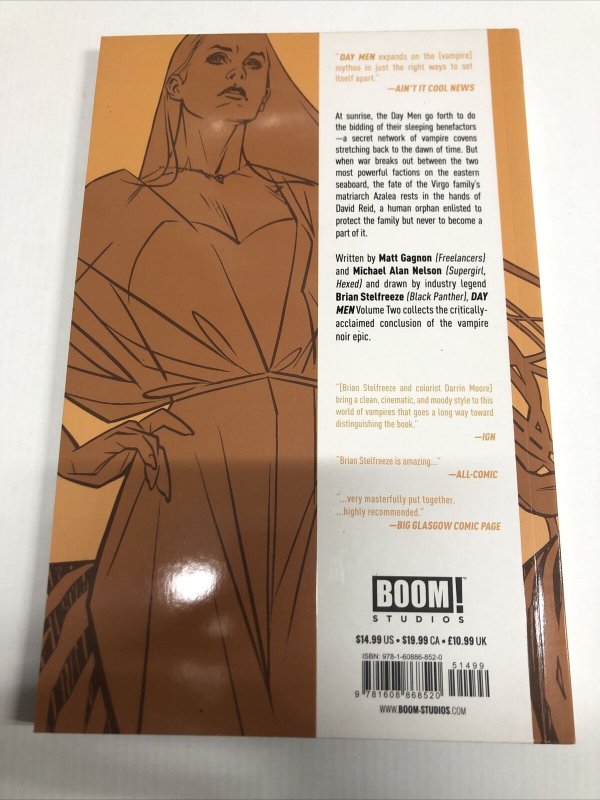 "DAY MEN expands on the [vampire]
mythos in just the right ways to set
itself apart."
—AIN'T IT COOL NEWS
At sunrise, the Day Men go forth to do
the bidding of their sleeping benefactors
—a secret network of vampire covens
stretching back to the dawn of time. But
when war breaks out between the two
most powerful factions on the eastern
seaboard, the fate of the Virgo family's
matriarch Azalea rests in the hands of
David Reid, a human orphan enlisted to
protect the family but never to become a
part of it.
Written by Matt Gagnon (Freelancers)
and Michael Alan Nelson (Supergirl,
Hexed) and drawn by industry legend
Brian Stelfreeze (Black Panther), DAY
MEN Volume Two collects the critically-
acclaimed conclusion of the vampire
noir epic.
"[Brian Stelfreeze and colorist Darrin Moore]
bring a clean, cinematic, and moody style to this
world of vampires that goes a long way toward
distinguishing the book."
—IGN
"Brian Stelfreeze is amazing..."
—ALL-COMIC
"...very masterfully put together.
...highly recommended."
—BIG GLASGOW COMIC PAGE
BOOM!
STUDIOS
$14.99 US • $19.99 CA • £10.99 UK
ISBN: 978-1-60886-852-0
51499
9 781608 868520
WWW.BOOM-STUDIOS.COM